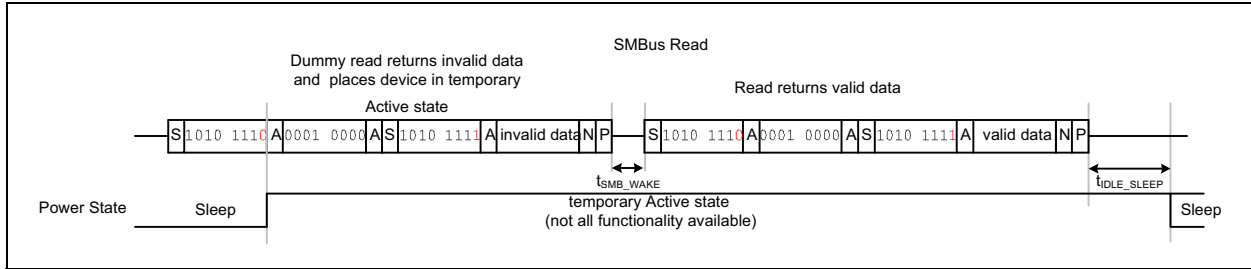 SMBus Read
Dummy read returns invalid data
and places device in temporary
Active state
Read returns valid data
S 1010 1110 A 0001 0000 A S 1010 1111 A invalid data N P
S 1010 1110 A 0001 0000 A S 1010 1111 A valid data N P
tSMB_WAKE
tIDLE_SLEEP
Power State
Sleep
temporary Active state
(not all functionality available)
Sleep